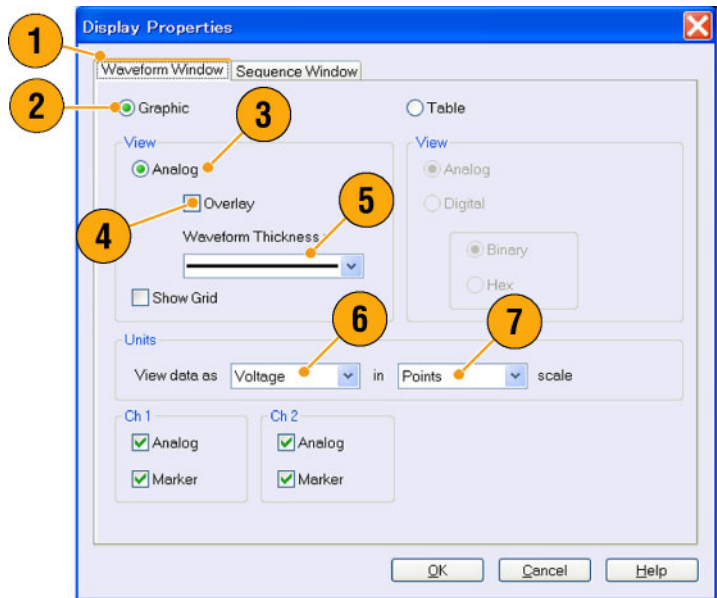 Display Properties
1
Waveform Window Sequence Window
2
Graphic
3
Table
View
View
Analog
Analog
4
Overlay
5
Digital
Waveform Thickness :
Binary
Show Grid
Hex
6
7
Units
View data as Voltage in Points scale
Ch 1
Ch 2
Analog
Analog
Marker
Marker
OK Cancel Help